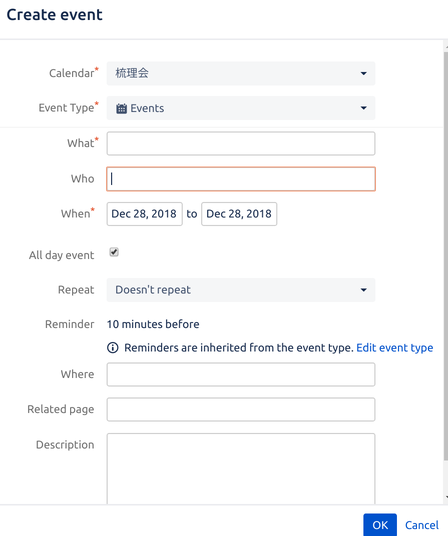 Create event
Calendar* 梳理会
Event Type* Events
What*
Who
When* Dec 28, 2018 to Dec 28, 2018
All day event
Repeat Doesn't repeat
Reminder 10 minutes before
Reminders are inherited from the event type. Edit event type
Where
Related page
Description
OK Cancel